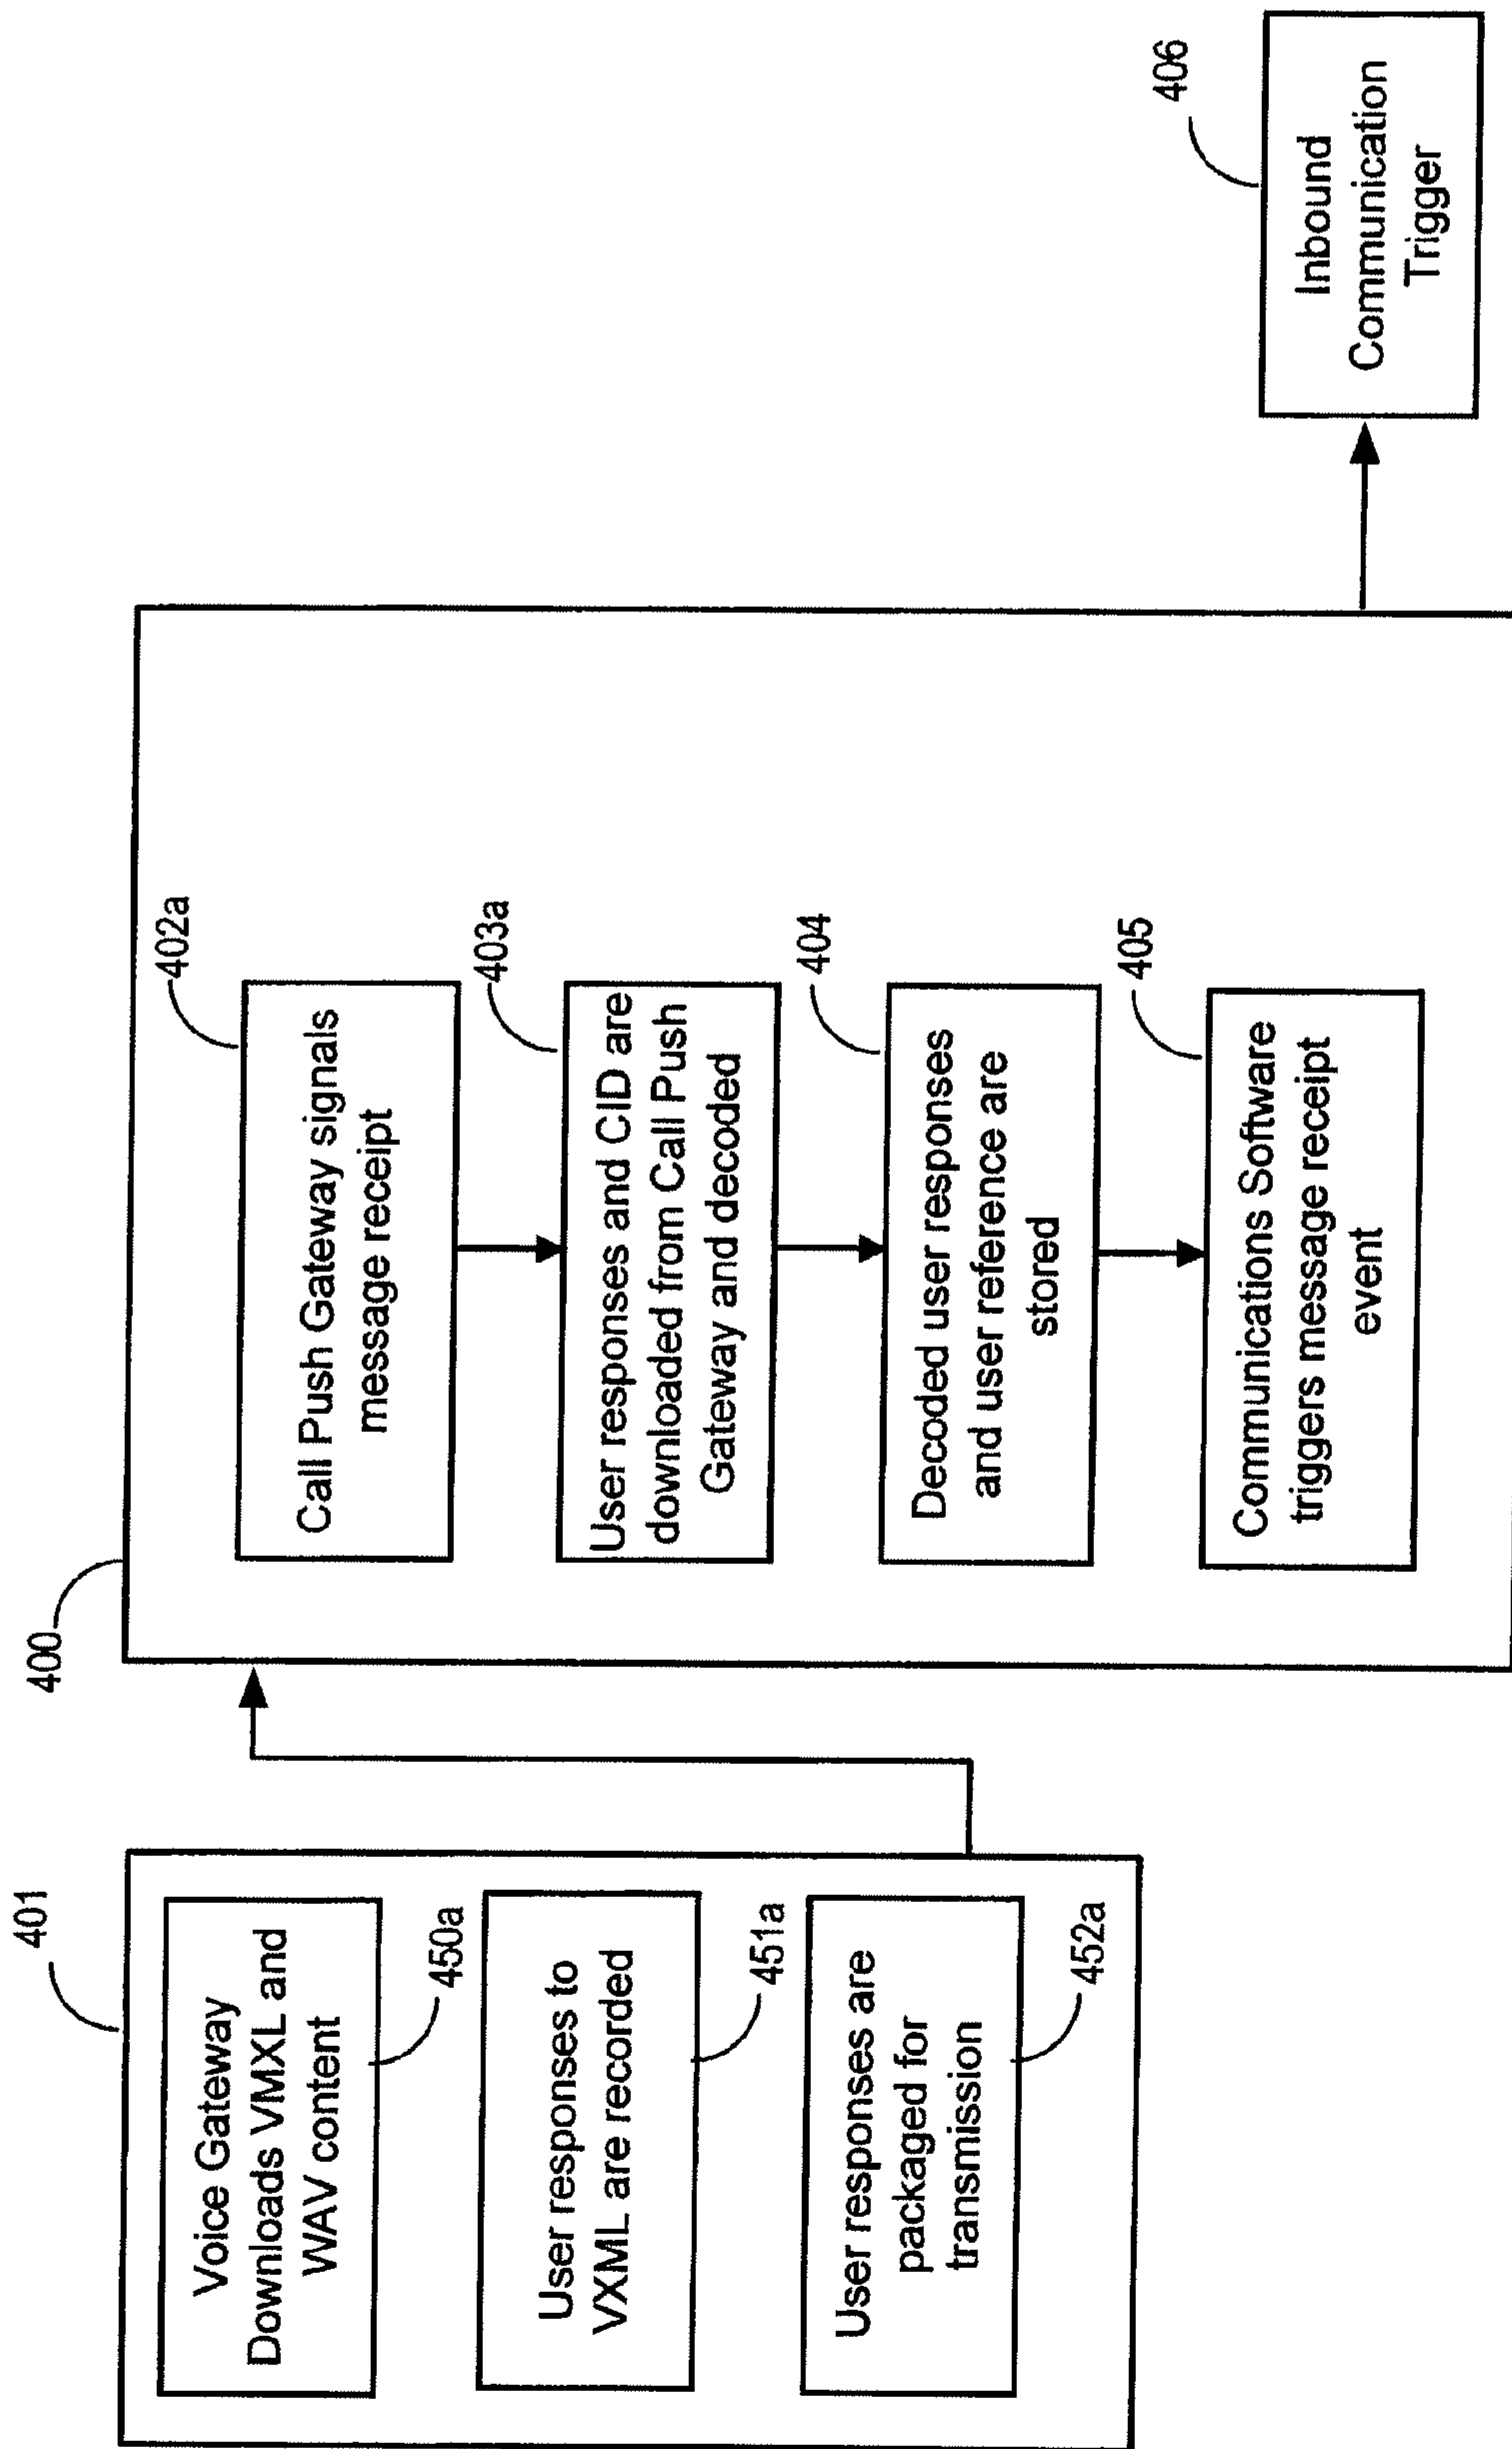 401
Voice Gateway
Downloads VMXL and
WAV content
450a
User responses to
VXML are recorded
451a
User responses are
packaged for
transmission
452a
400
Call Push Gateway signals
message receipt
402a
User responses and CID are
downloaded from Call Push
Gateway and decoded
403a
Decoded user responses
and user reference are
stored
404
Communications Software
triggers message receipt
event
405
406
Inbound
Communication
Trigger